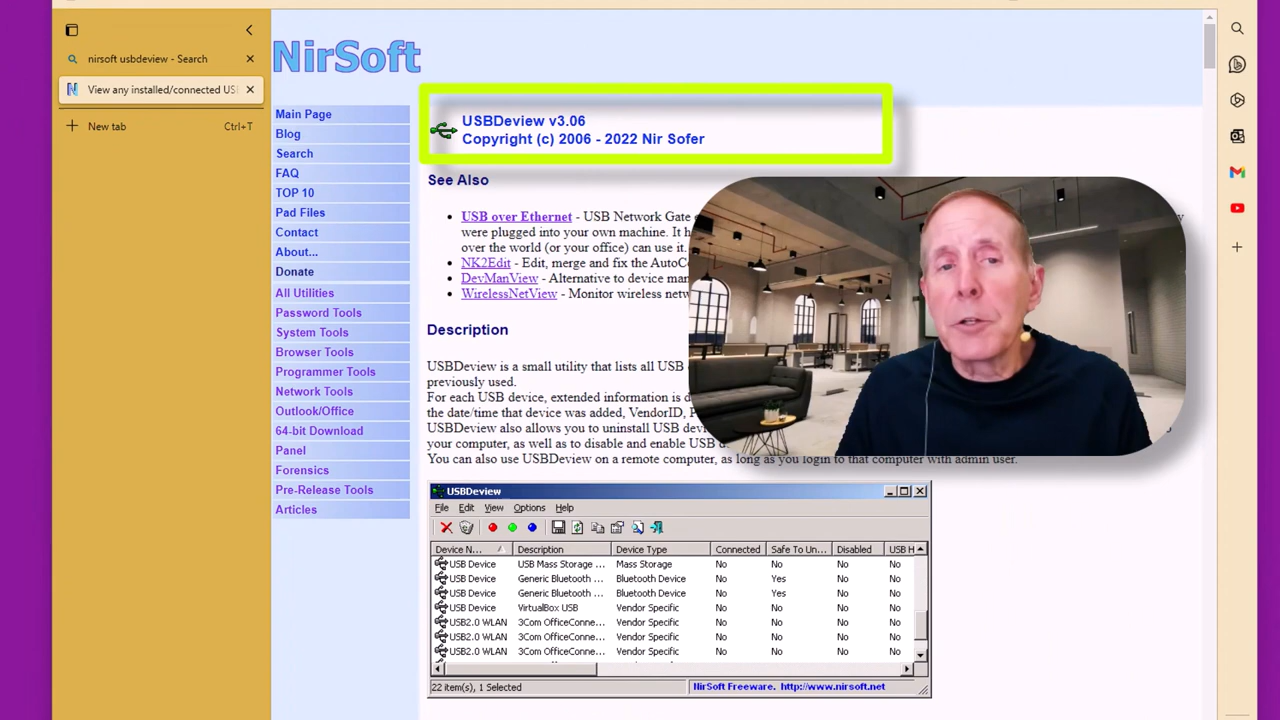 nirsoft usbdeview - Search
View any installed/connected US
New tab
Ctrl+T
NirSoft
Main Page
Blog
Search
FAQ
TOP 10
Pad Files
Contact
About...
Donate
All Utilities
Password Tools
System Tools
Browser Tools
Programmer Tools
Network Tools
Outlook/Office
64-bit Download
Panel
Forensics
Pre-Release Tools
Articles
USBDeview v3.06
Copyright (c) 2006 - 2022 Nir Sofer
See Also
USB over Ethernet - USB Network Gate
were plugged into your own machine. It h
over the world (or your office) can use it.
NK2Edit - Edit, merge and fix the AutoCo
DevManView - Alternative to device man
WirelessNetView - Monitor wireless netw
Description
USBDeview is a small utility that lists all USB
previously used.
For each USB device, extended information is d
the date/time that device was added, VendorID, P
USBDeview also allows you to uninstall USB dev
your computer, as well as to disable and enable USB d
You can also use USBDeview on a remote computer, as long as you login to that computer with admin user.
USBDeview
File Edit View Options Help
Device N... Description Device Type Connected Safe To Un... Disabled USB H
USB Device USB Mass Storage ... Mass Storage No No No No
USB Device Generic Bluetooth ... Bluetooth Device No Yes No No
USB Device Generic Bluetooth ... Bluetooth Device No Yes No No
USB Device VirtualBox USB Vendor Specific No No No No
USB2.0 WLAN 3Com OfficeConne... Vendor Specific No No No No
USB2.0 WLAN 3Com OfficeConne... Vendor Specific No No No No
USB2.0 WLAN 3Com OfficeConne... Vendor Specific No No No No
22 item(s), 1 Selected
NirSoft Freeware. http://www.nirsoft.net